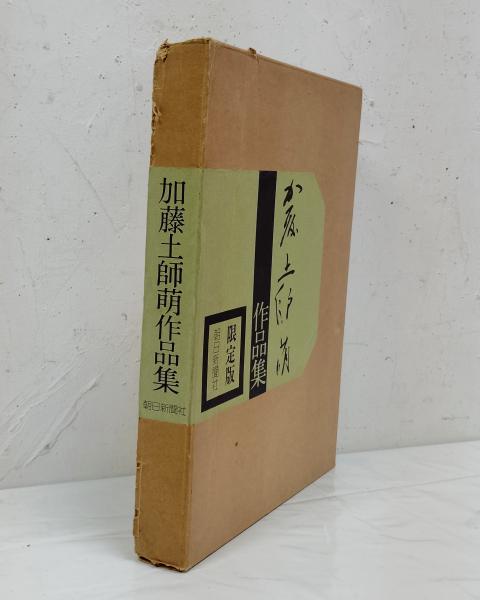 加藤土師萌作品集
朝日新聞社
加藤土師萌
作品集
限定版
朝日新聞社